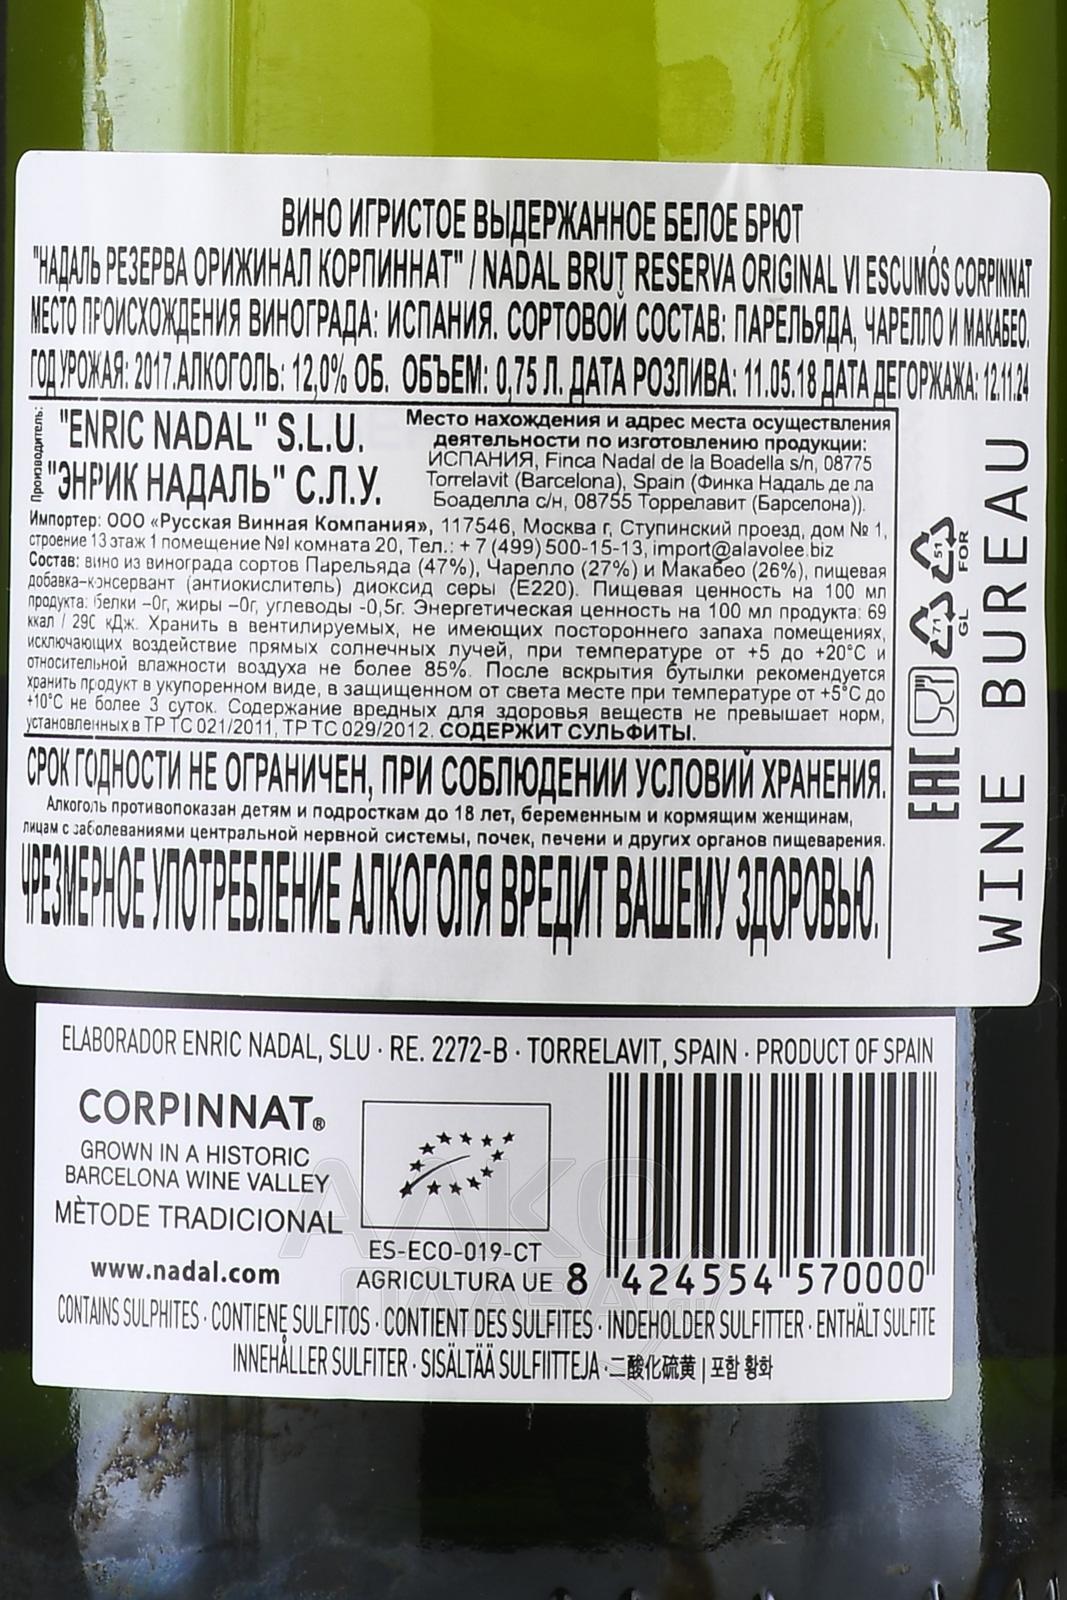 ВИНО ИГРИСТОЕ ВЫДЕРЖАННОЕ БЕЛОЕ БРЮТ
"НАДАЛЬ РЕЗЕРВА ОРИЖИНАЛ КОРПИННАТ" / NADAL BRUT RESERVA ORIGINAL VI ESCUMÓS CORPINNAT
МЕСТО ПРОИСХОЖДЕНИЯ ВИНОГРАДА: ИСПАНИЯ. СОРТОВОЙ СОСТАВ: ПАРЕЛЬЯДА, ЧАРЕЛЛО И МАКАБЕО.
ГОД УРОЖАЯ: 2017.АЛКОГОЛЬ: 12,0% ОБ. ОБЪЕМ: 0,75 Л. ДАТА РОЗЛИВА: 11.05.18 ДАТА ДЕГОРЖАЖА: 12.11.24
Производитель:
"ENRIC NADAL" S.L.U.
"ЭНРИК НАДАЛЬ" С.Л.У.
Место нахождения и адрес места осуществления
деятельности по изготовлению продукции:
ИСПАНИЯ, Finca Nadal de la Boadella s/n, 08775
Torrelavit (Barcelona), Spain (Финка Надаль де ла
Боаделла с/н, 08755 Торрелавит (Барселона)).
Импортер: ООО «Русская Винная Компания», 117546, Москва г, Ступинский проезд, дом № 1,
строение 13 этаж 1 помещение №I комната 20, Тел.: + 7 (499) 500-15-13, import@alavolee.biz
Состав: вино из винограда сортов Парельяда (47%), Чарелло (27%) и Макабео (26%), пищевая
добавка-консервант (антиокислитель) диоксид серы (Е220). Пищевая ценность на 100 мл
продукта: белки –0г, жиры –0г, углеводы -0,5г. Энергетическая ценность на 100 мл продукта: 69
ккал / 290 кДж. Хранить в вентилируемых, не имеющих постороннего запаха помещениях,
исключающих воздействие прямых солнечных лучей, при температуре от +5 до +20°С и
относительной влажности воздуха не более 85%. После вскрытия бутылки рекомендуется
хранить продукт в укупоренном виде, в защищенном от света месте при температуре от +5°С до
+10°С не более 3 суток. Содержание вредных для здоровья веществ не превышает норм,
установленных в ТР ТС 021/2011, ТР ТС 029/2012. СОДЕРЖИТ СУЛЬФИТЫ.
СРОК ГОДНОСТИ НЕ ОГРАНИЧЕН, ПРИ СОБЛЮДЕНИИ УСЛОВИЙ ХРАНЕНИЯ.
Алкоголь противопоказан детям и подросткам до 18 лет, беременным и кормящим женщинам,
лицам с заболеваниями центральной нервной системы, почек, печени и других органов пищеварения.
ЧРЕЗМЕРНОЕ УПОТРЕБЛЕНИЕ АЛКОГОЛЯ ВРЕДИТ ВАШЕМУ ЗДОРОВЬЮ.
51
FOR
71
GL
EAC
WINE BUREAU
ELABORADOR ENRIC NADAL, SLU · RE. 2272-B · TORRELAVIT, SPAIN · PRODUCT OF SPAIN
CORPINNAT®
GROWN IN A HISTORIC
BARCELONA WINE VALLEY
MÈTODE TRADICIONAL
www.nadal.com
ES-ECO-019-CT
AGRICULTURA UE
8 424554 570000
CONTAINS SULPHITES · CONTIENE SULFITOS · CONTIENT DES SULFITES · INDEHOLDER SULFITTER · ENTHÄLT SULFITE
INNEHÅLLER SULFITER · SISÄLTÄÄ SULFIITTEJA · 二酸化硫黄 | 포함 황화
АЛКО
ПЛАЗА.ru